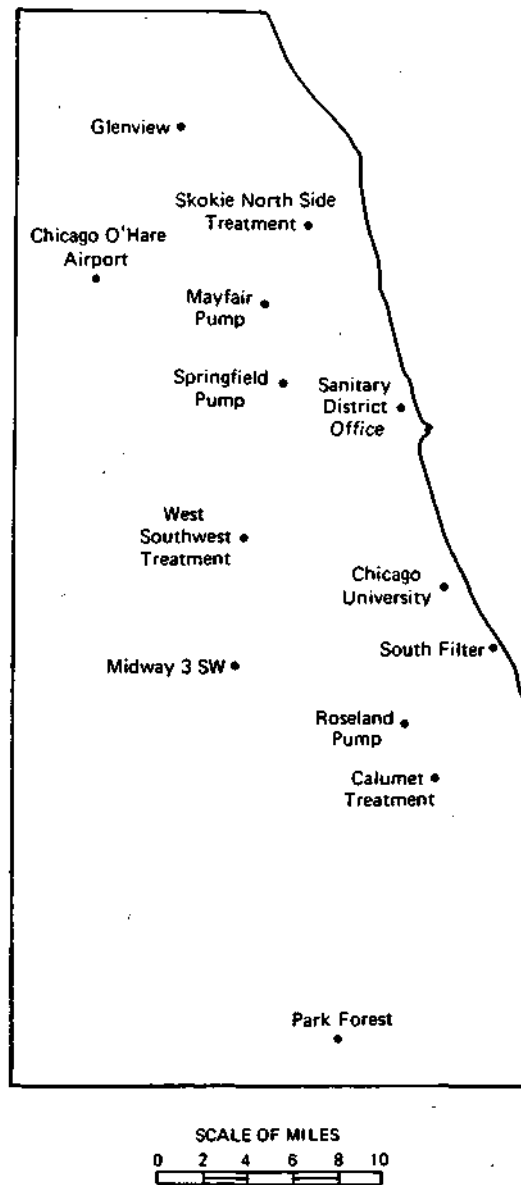 Glenview
Skokie North Side
Treatment
Chicago O'Hare
Airport
Mayfair
Pump
Springfield
Pump
Sanitary
District
Office
West
Southwest
Treatment
Chicago
University
South Filter
Midway 3 SW
Roseland
Pump
Calumet
Treatment
Park Forest
SCALE OF MILES
0 2 4 6 8 10